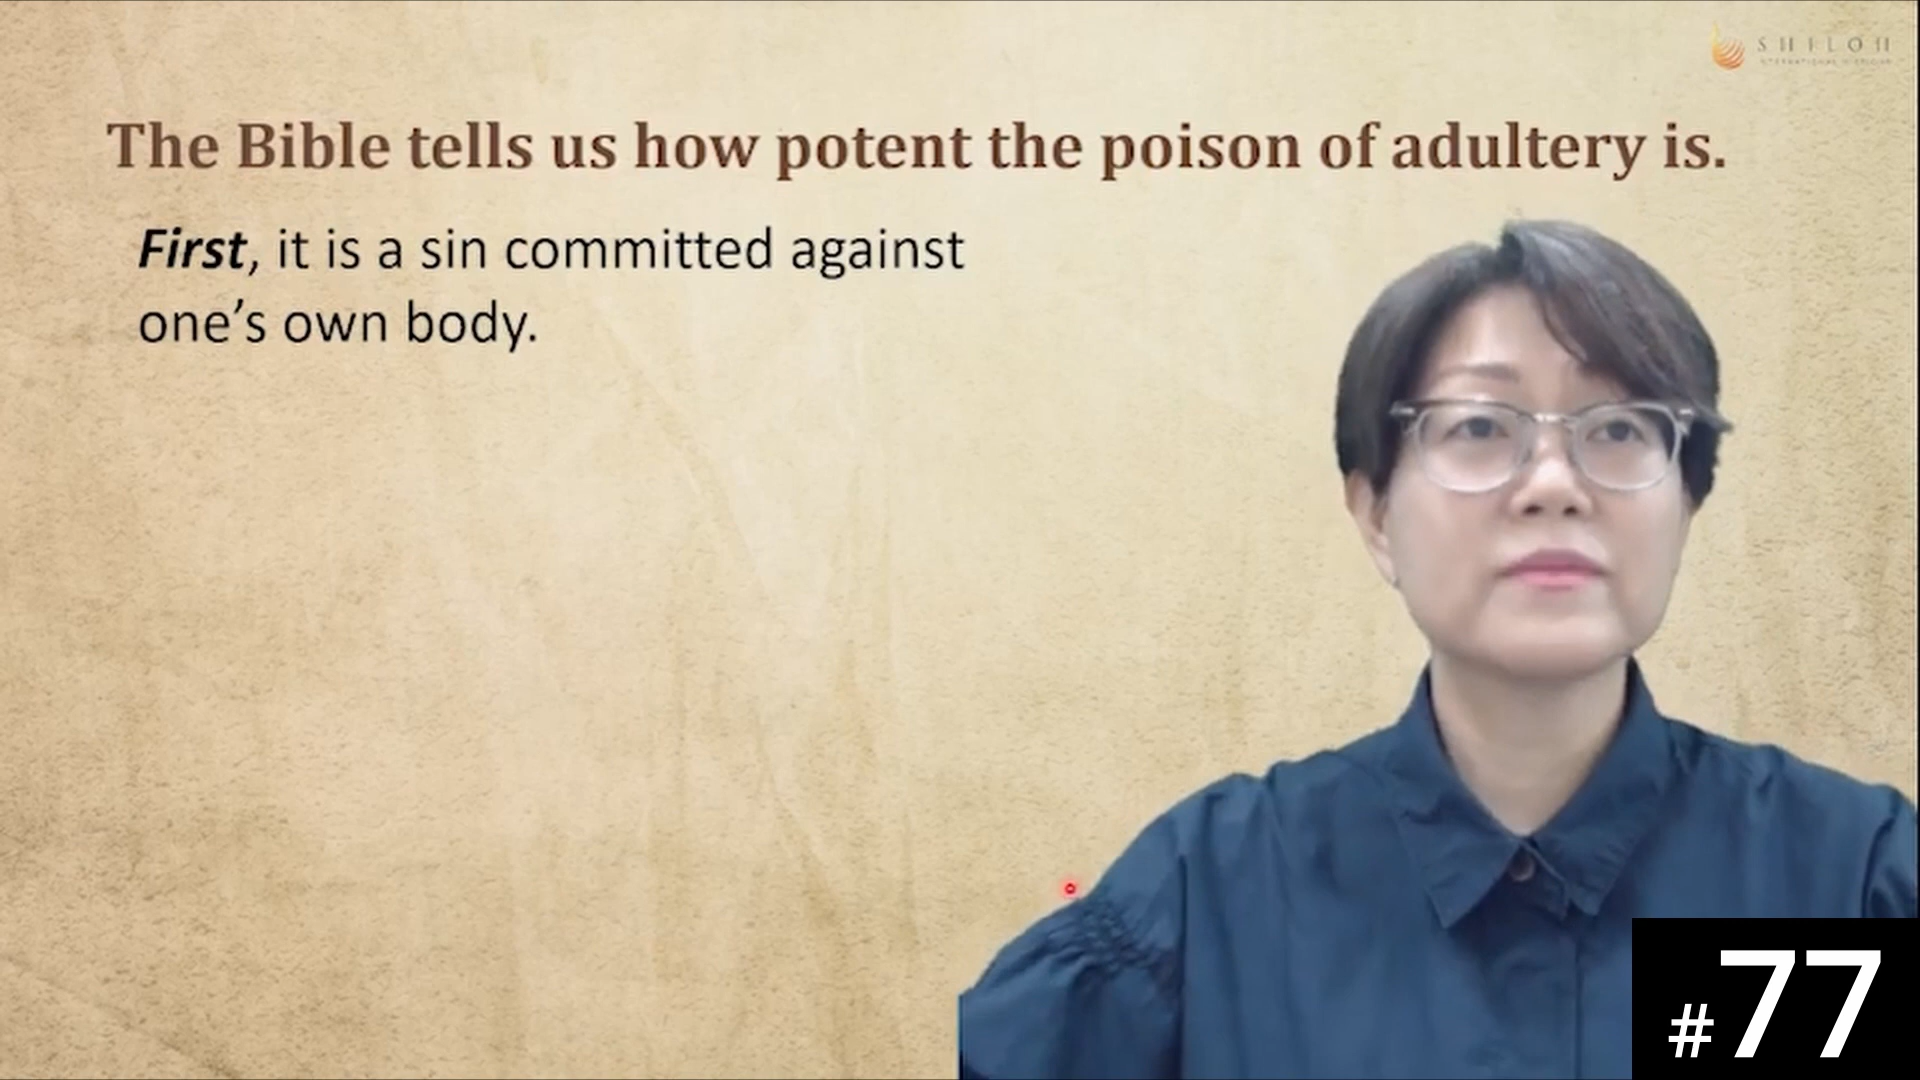 SHILOH
The Bible tells us how potent the poison of adultery is.
First, it is a sin committed against
one’s own body.
#77